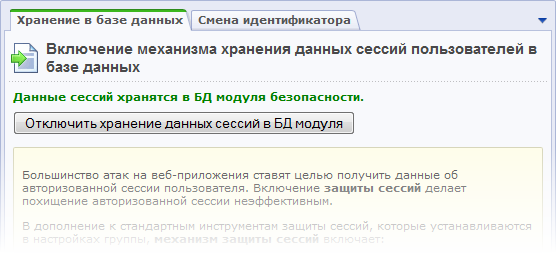 Хранение в базе данных Смена идентификатора
Включение механизма хранения данных сессий пользователей в
базе данных
Данные сессий хранятся в БД модуля безопасности.
Отключить хранение данных сессий в БД модуля
Большинство атак на веб-приложения ставят целью получить данные об
авторизованной сессии пользователя. Включение защиты сессий делает
похищение авторизованной сессии неэффективным.
В дополнение к стандартным инструментам защиты сессий, которые устанавливаются
в настройках группы, механизм защиты сессий включает: